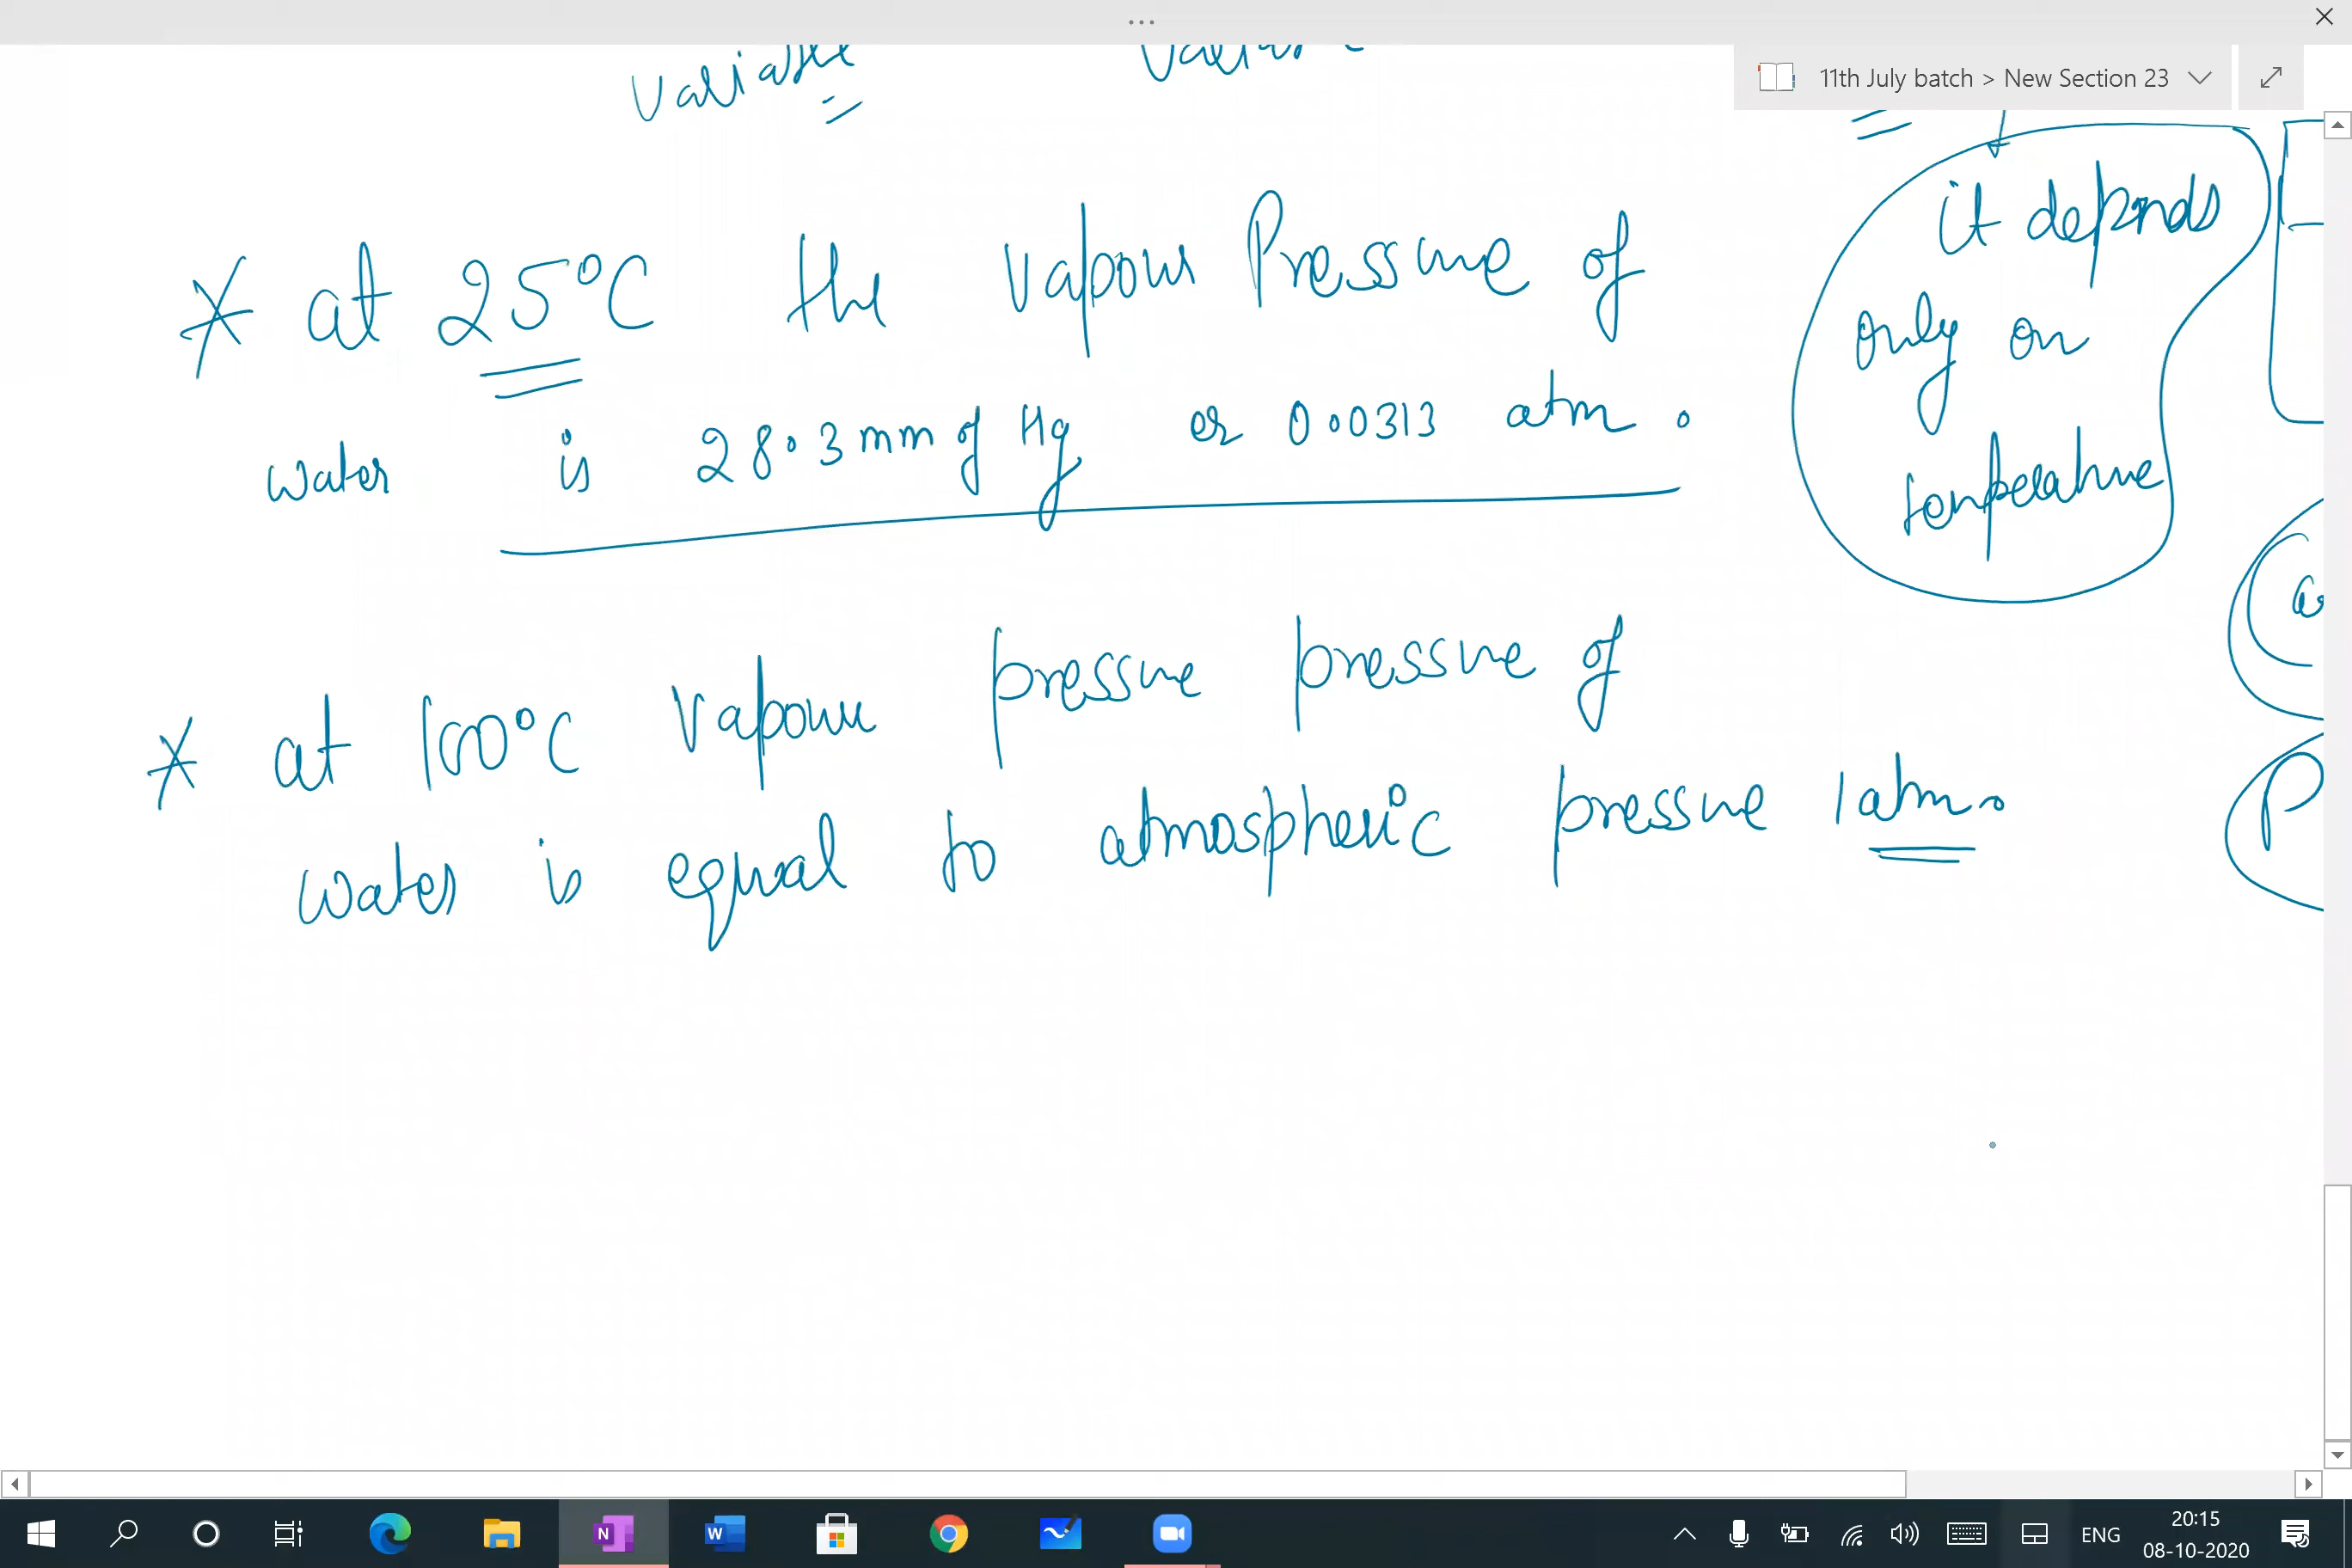 ...
11th July batch > New Section 23
variable
it depends
only on
temperature
* at 25°C the vapour Pressure of
water is 28.3 mm of Hg or 0.0313 atm.
* at 100°C vapour pressure pressure of
water is equal to atmospheric pressure 1atm.
P
ENG
20:15
08-10-2020